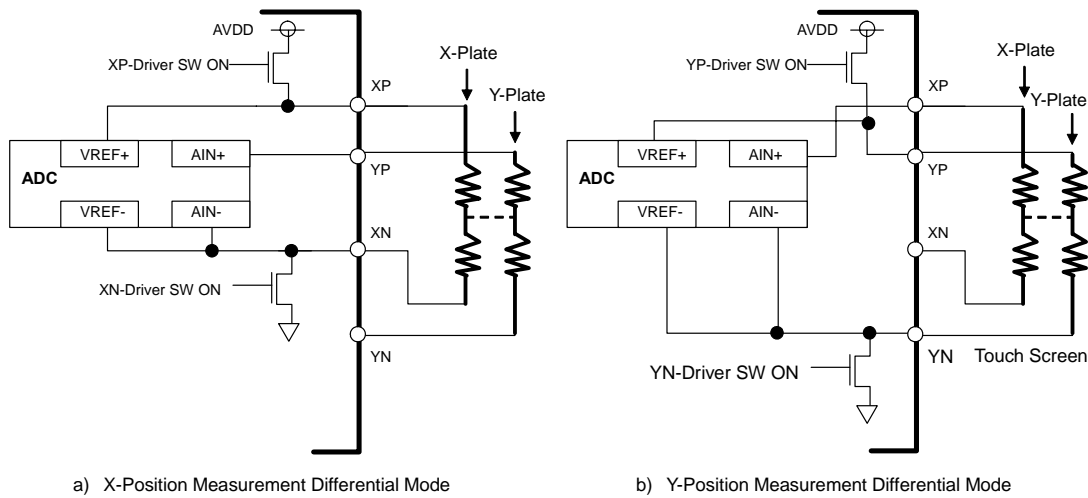 AVDD
XP-Driver SW ON
X-Plate
XP
Y-Plate
VREF+
AIN+
YP
ADC
VREF-
AIN-
XN
XN-Driver SW ON
YN
a) X-Position Measurement Differential Mode
AVDD
YP-Driver SW ON
X-Plate
XP
Y-Plate
VREF+
AIN+
YP
ADC
VREF-
AIN-
XN
YN
Touch Screen
YN-Driver SW ON
b) Y-Position Measurement Differential Mode